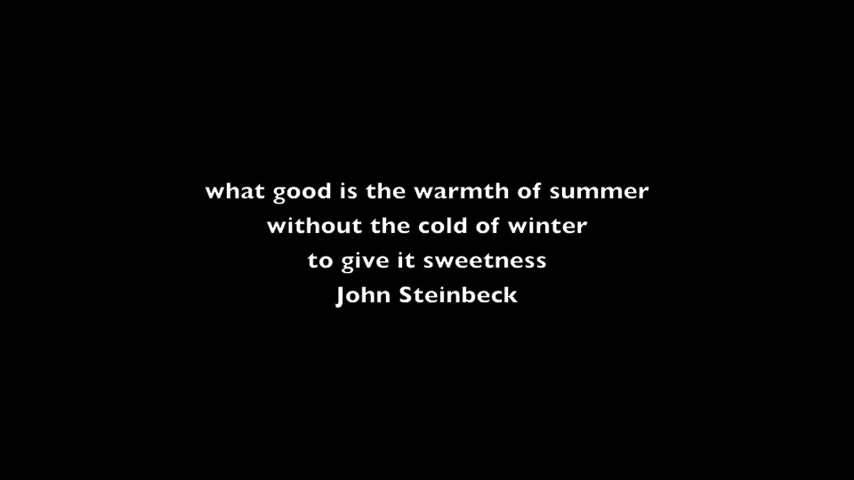 what good is the warmth of summer
without the cold of winter
to give it sweetness
John Steinbeck